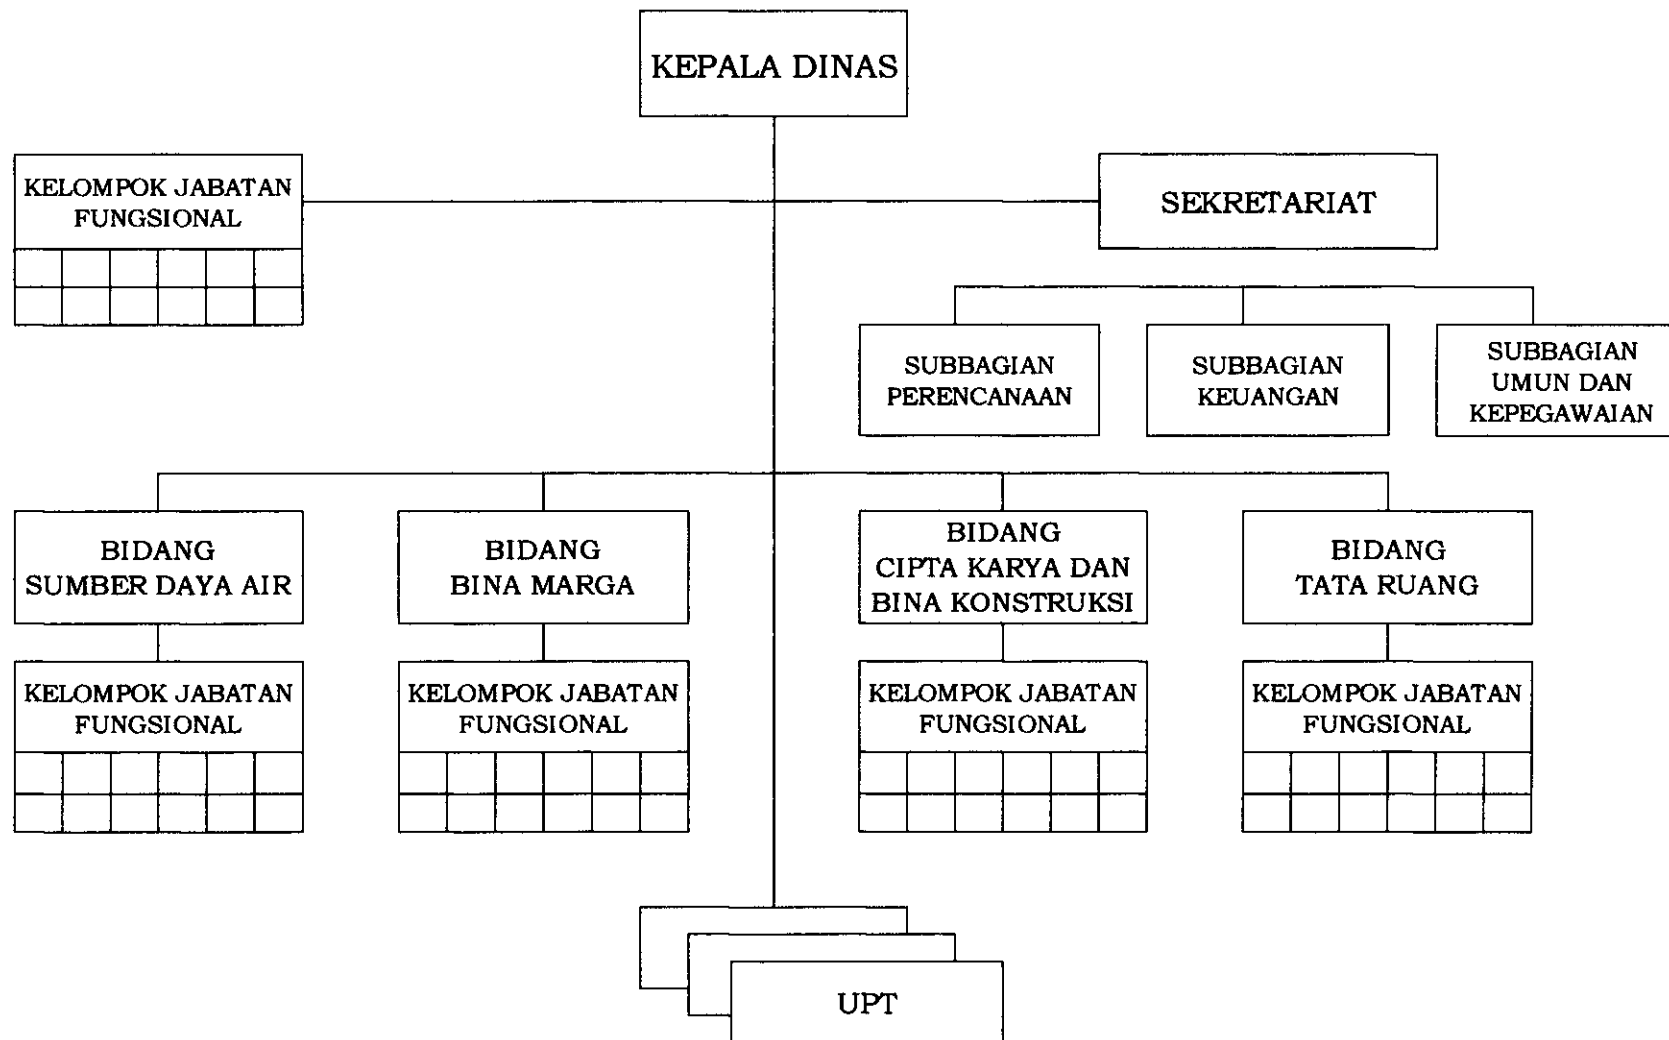 KEPALA DINAS
KELOMPOK JABATAN
FUNGSIONAL
SEKRETARIAT
SUBBAGIAN
PERENCANAAN
SUBBAGIAN
KEUANGAN
SUBBAGIAN
UMUN DAN
KEPEGAWAIAN
BIDANG
SUMBER DAYA AIR
BIDANG
BINA MARGA
BIDANG
CIPTA KARYA DAN
BINA KONSTRUKSI
BIDANG
TATA RUANG
KELOMPOK JABATAN
FUNGSIONAL
KELOMPOK JABATAN
FUNGSIONAL
KELOMPOK JABATAN
FUNGSIONAL
KELOMPOK JABATAN
FUNGSIONAL
UPT